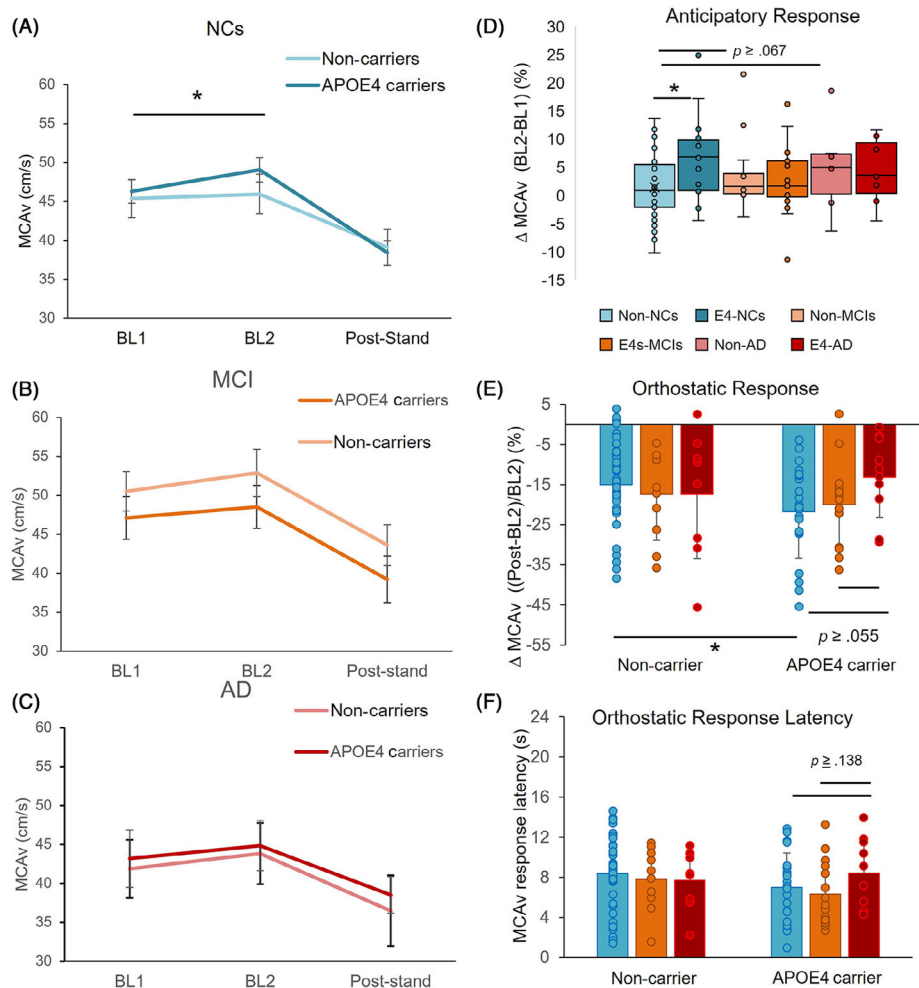 (A)
NCs
Non-carriers
APOE4 carriers
*
MCAv (cm/s)
60
55
50
45
40
35
30
BL1
BL2
Post-Stand
(B)
MCI
APOE4 carriers
Non-carriers
MCAv (cm/s)
60
55
50
45
40
35
30
BL1
BL2
Post-stand
(C)
AD
Non-carriers
APOE4 carriers
MCAv (cm/s)
60
55
50
45
40
35
30
BL1
BL2
Post-stand
(D)
Anticipatory Response
p ≥ .067
*
Δ MCAv (BL2-BL1) (%)
30
25
20
15
10
5
0
-5
-10
-15
Non-NCs
E4-NCs
Non-MCIs
E4s-MCIs
Non-AD
E4-AD
(E)
Orthostatic Response
Δ MCAv ((Post-BL2)/BL2) (%)
5
-5
-15
-25
-35
-45
-55
*
p ≥ .055
Non-carrier
APOE4 carrier
(F)
Orthostatic Response Latency
p ≥ .138
MCAv response latency (s)
24
20
16
12
8
4
0
Non-carrier
APOE4 carrier